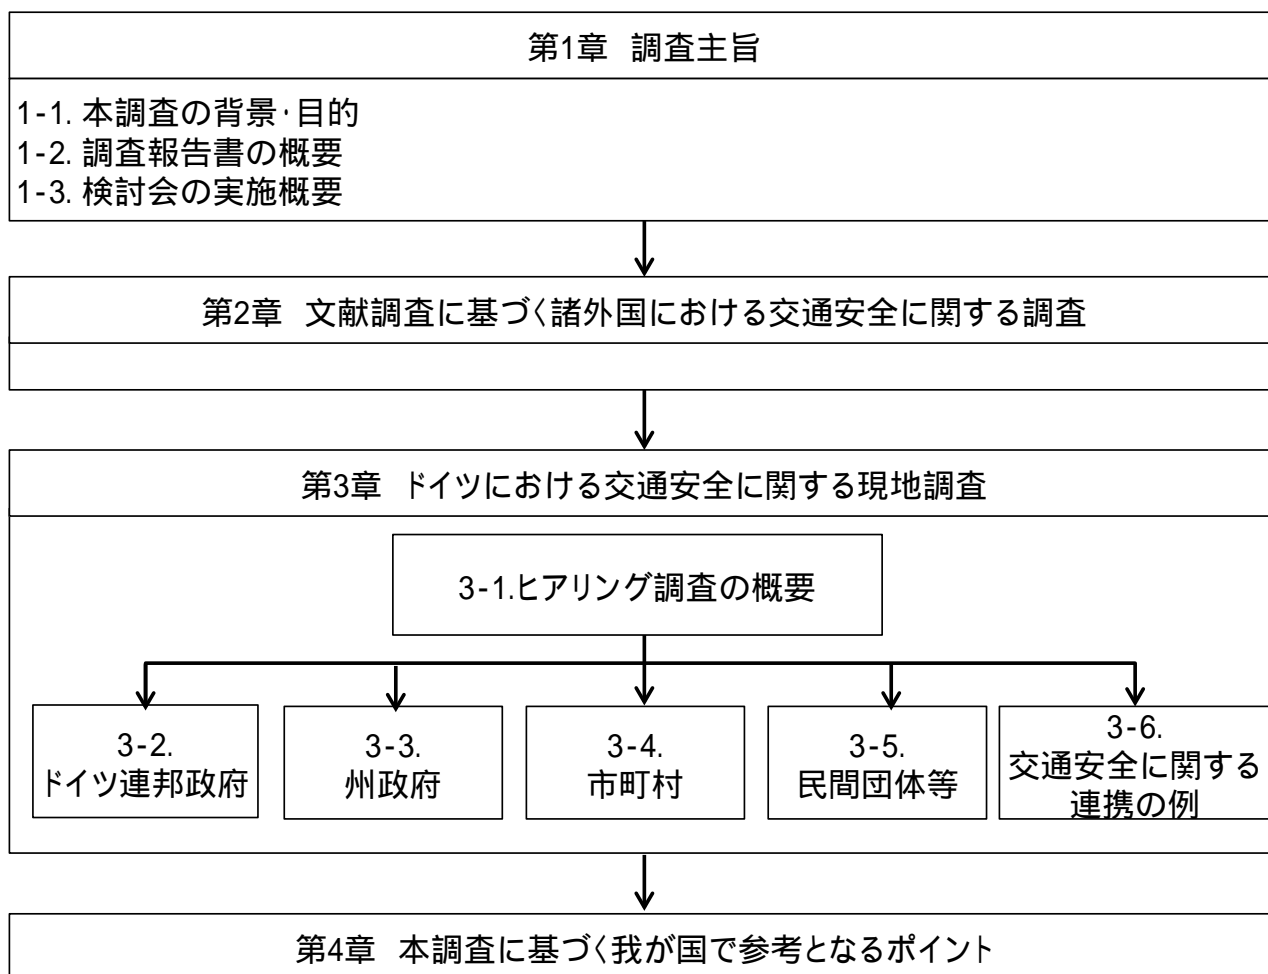 第1章 調査主旨
1-1. 本調査の背景・目的
1-2. 調査報告書の概要
1-3. 検討会の実施概要
第2章 文献調査に基づく諸外国における交通安全に関する調査
第3章 ドイツにおける交通安全に関する現地調査
3-1.ヒアリング調査の概要
3-2.
ドイツ連邦政府
3-3.
州政府
3-4.
市町村
3-5.
民間団体等
3-6.
交通安全に関する
連携の例
第4章 本調査に基づく我が国で参考となるポイント